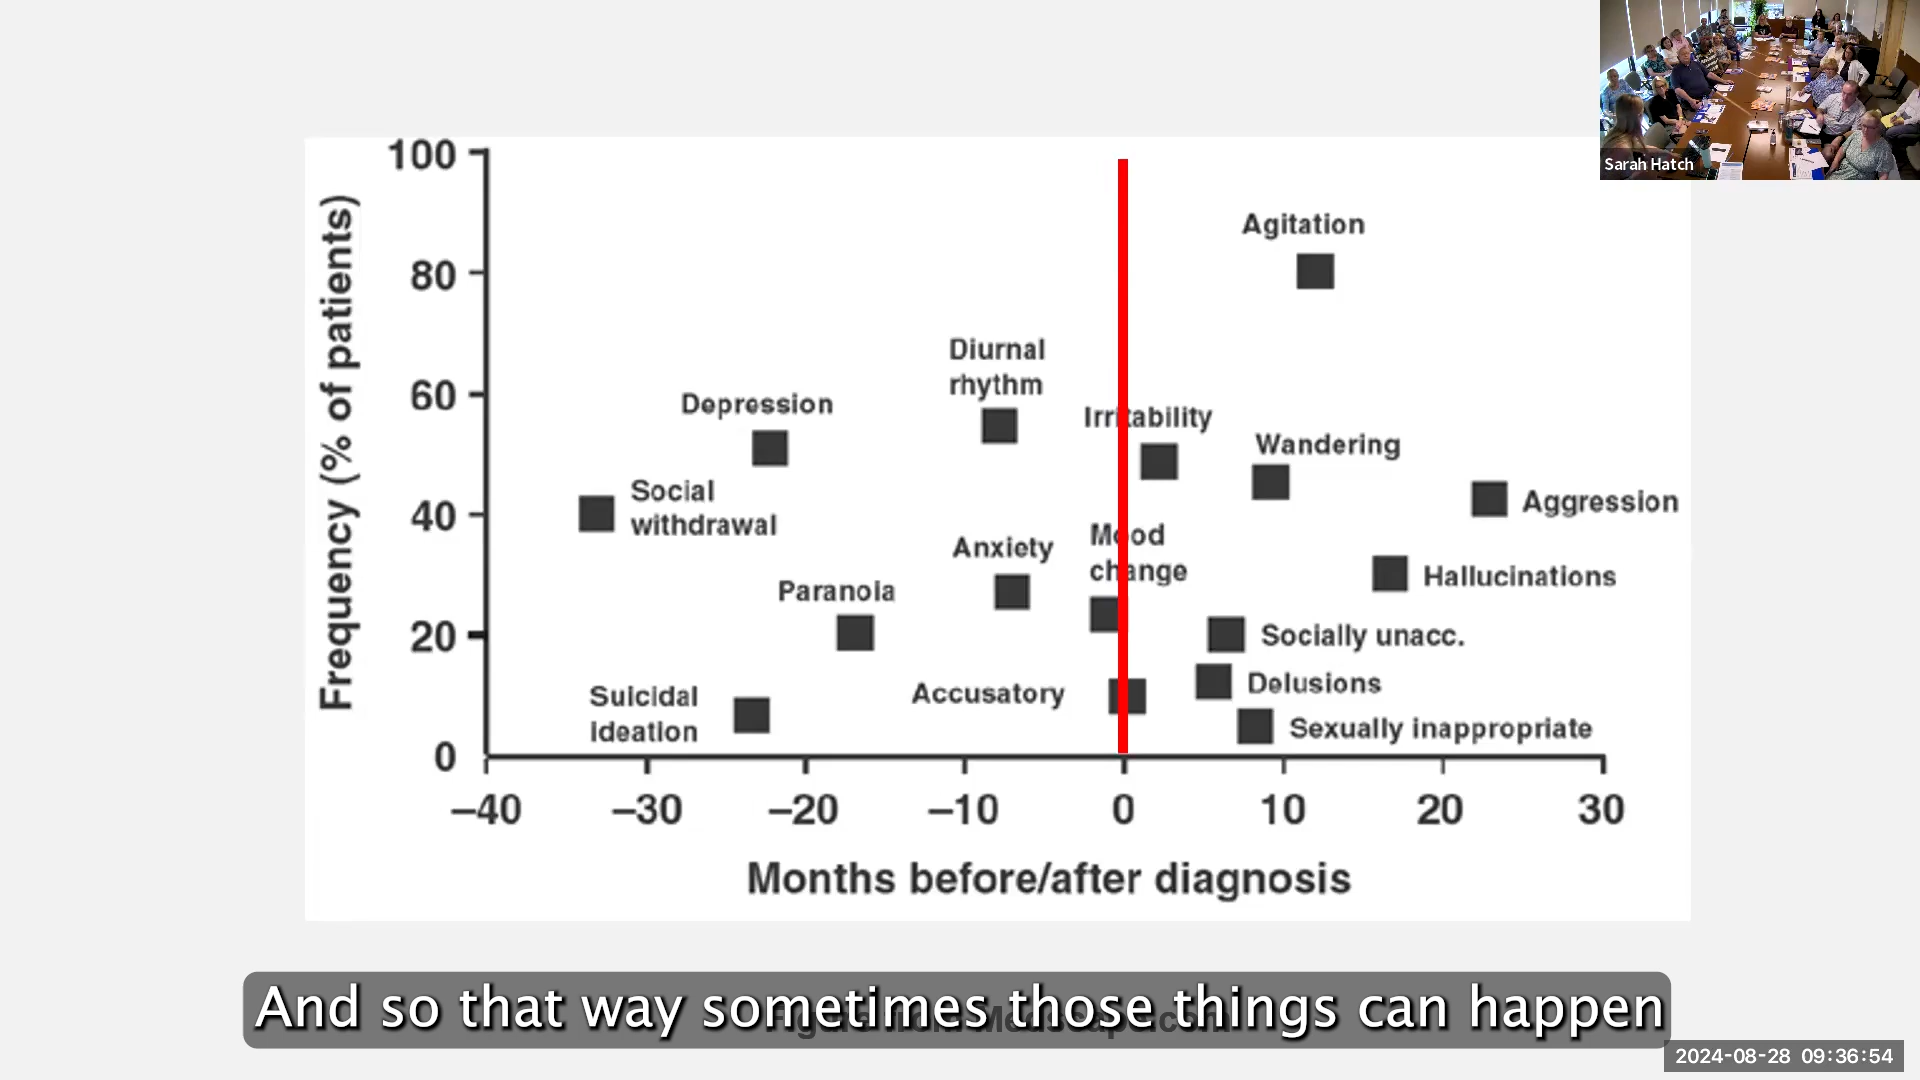 Sarah Hatch
100
80
60
40
20
0
Frequency (% of patients)
Agitation
Diurnal
rhythm
Depression
Irritability
Wandering
Social
withdrawal
Aggression
Anxiety
Mood
change
Paranoia
Hallucinations
Socially unacc.
Suicidal
Ideation
Accusatory
Delusions
Sexually inappropriate
–40
–30
–20
–10
0
10
20
30
Months before/after diagnosis
And so that way sometimes those things can happen
2024-08-28 09:36:54